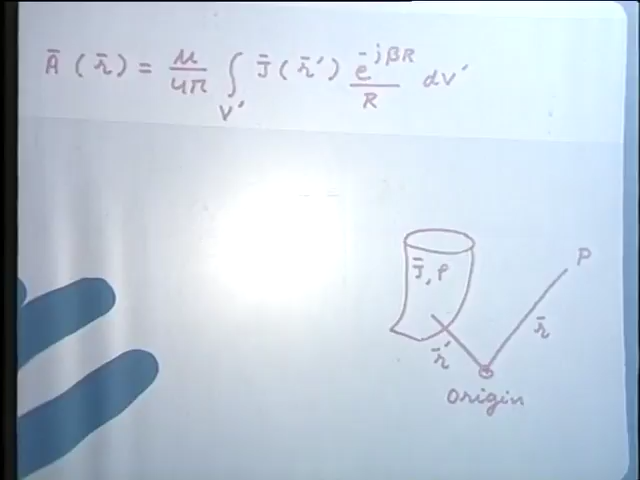 Ā (r̄) = μ/4π ∫V' J̄ (r̄') e^-jβR/R dv'
J̄, ρ
P
r̄
r̄'
origin